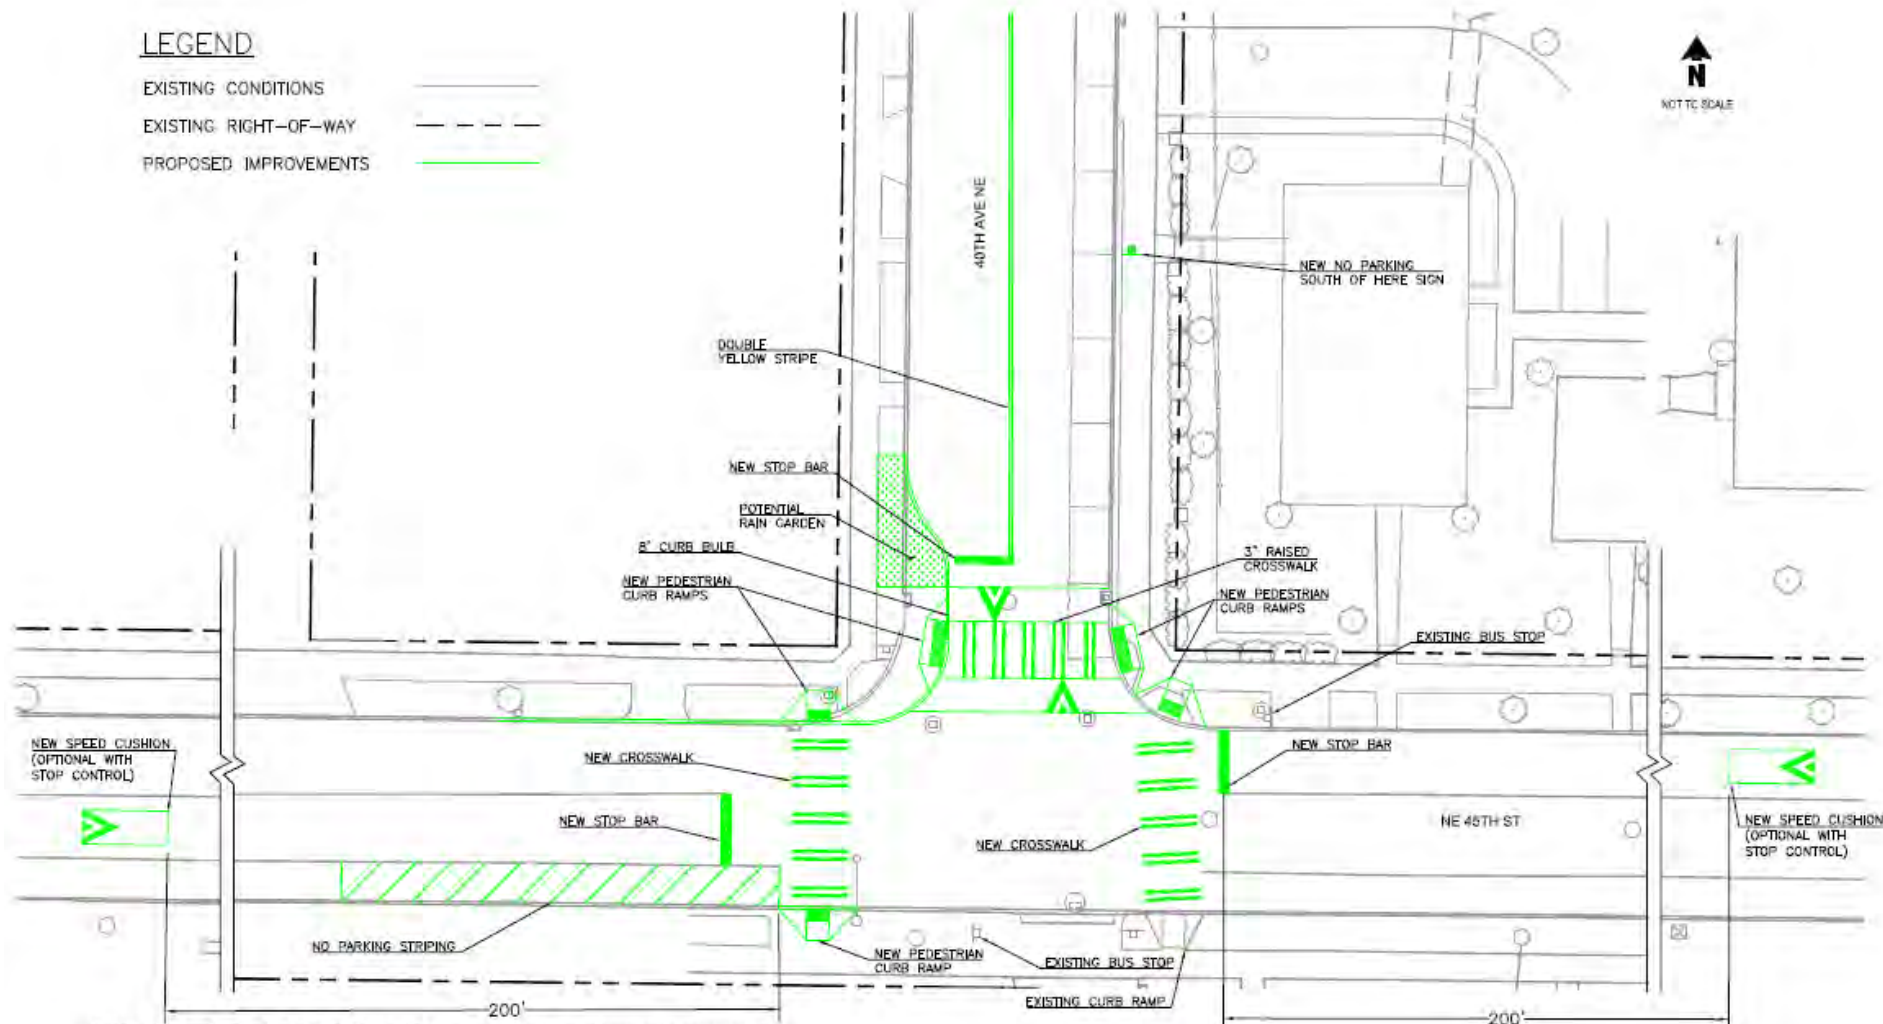 LEGEND
EXISTING CONDITIONS
EXISTING RIGHT-OF-WAY
PROPOSED IMPROVEMENTS
N
NOT TO SCALE
40TH AVE NE
NEW NO PARKING
SOUTH OF HERE SIGN
DOUBLE
YELLOW STRIPE
NEW STOP BAR
POTENTIAL
RAIN GARDEN
8' CURB BULB
NEW PEDESTRIAN
CURB RAMPS
3" RAISED
CROSSWALK
NEW PEDESTRIAN
CURB RAMPS
EXISTING BUS STOP
NEW SPEED CUSHION
(OPTIONAL WITH
STOP CONTROL)
NEW CROSSWALK
NEW STOP BAR
NEW STOP BAR
NEW CROSSWALK
NE 45TH ST
NEW SPEED CUSHION
(OPTIONAL WITH
STOP CONTROL)
NO PARKING STRIPING
NEW PEDESTRIAN
CURB RAMP
EXISTING BUS STOP
EXISTING CURB RAMP
200'
200'